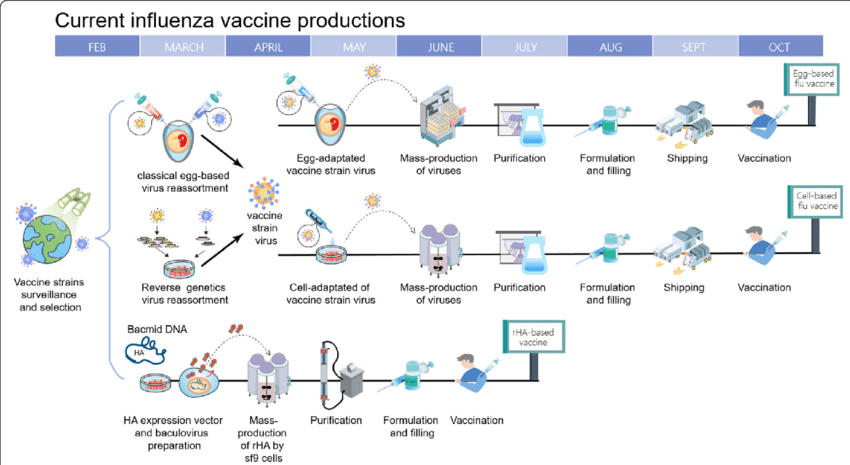 Current influenza vaccine productions
FEB MARCH APRIL MAY JUNE JULY AUG SEPT OCT
Egg-based
flu vaccine
classical egg-based
virus reassortment
Egg-adaptated
vaccine strain virus
Mass-production
of viruses
Purification
Formulation
and filling
Shipping
Vaccination
vaccine
strain
virus
Cell-based
flu vaccine
Vaccine strains
surveillance
and selection
Reverse genetics
virus reassortment
Cell-adaptated of
vaccine strain virus
Mass-production
of viruses
Purification
Formulation
and filling
Shipping
Vaccination
Bacmid DNA
HA
rHA-based
vaccine
HA expression vector
and baculovirus
preparation
Mass-
production
of rHA by
sf9 cells
Purification
Formulation
and filling
Vaccination